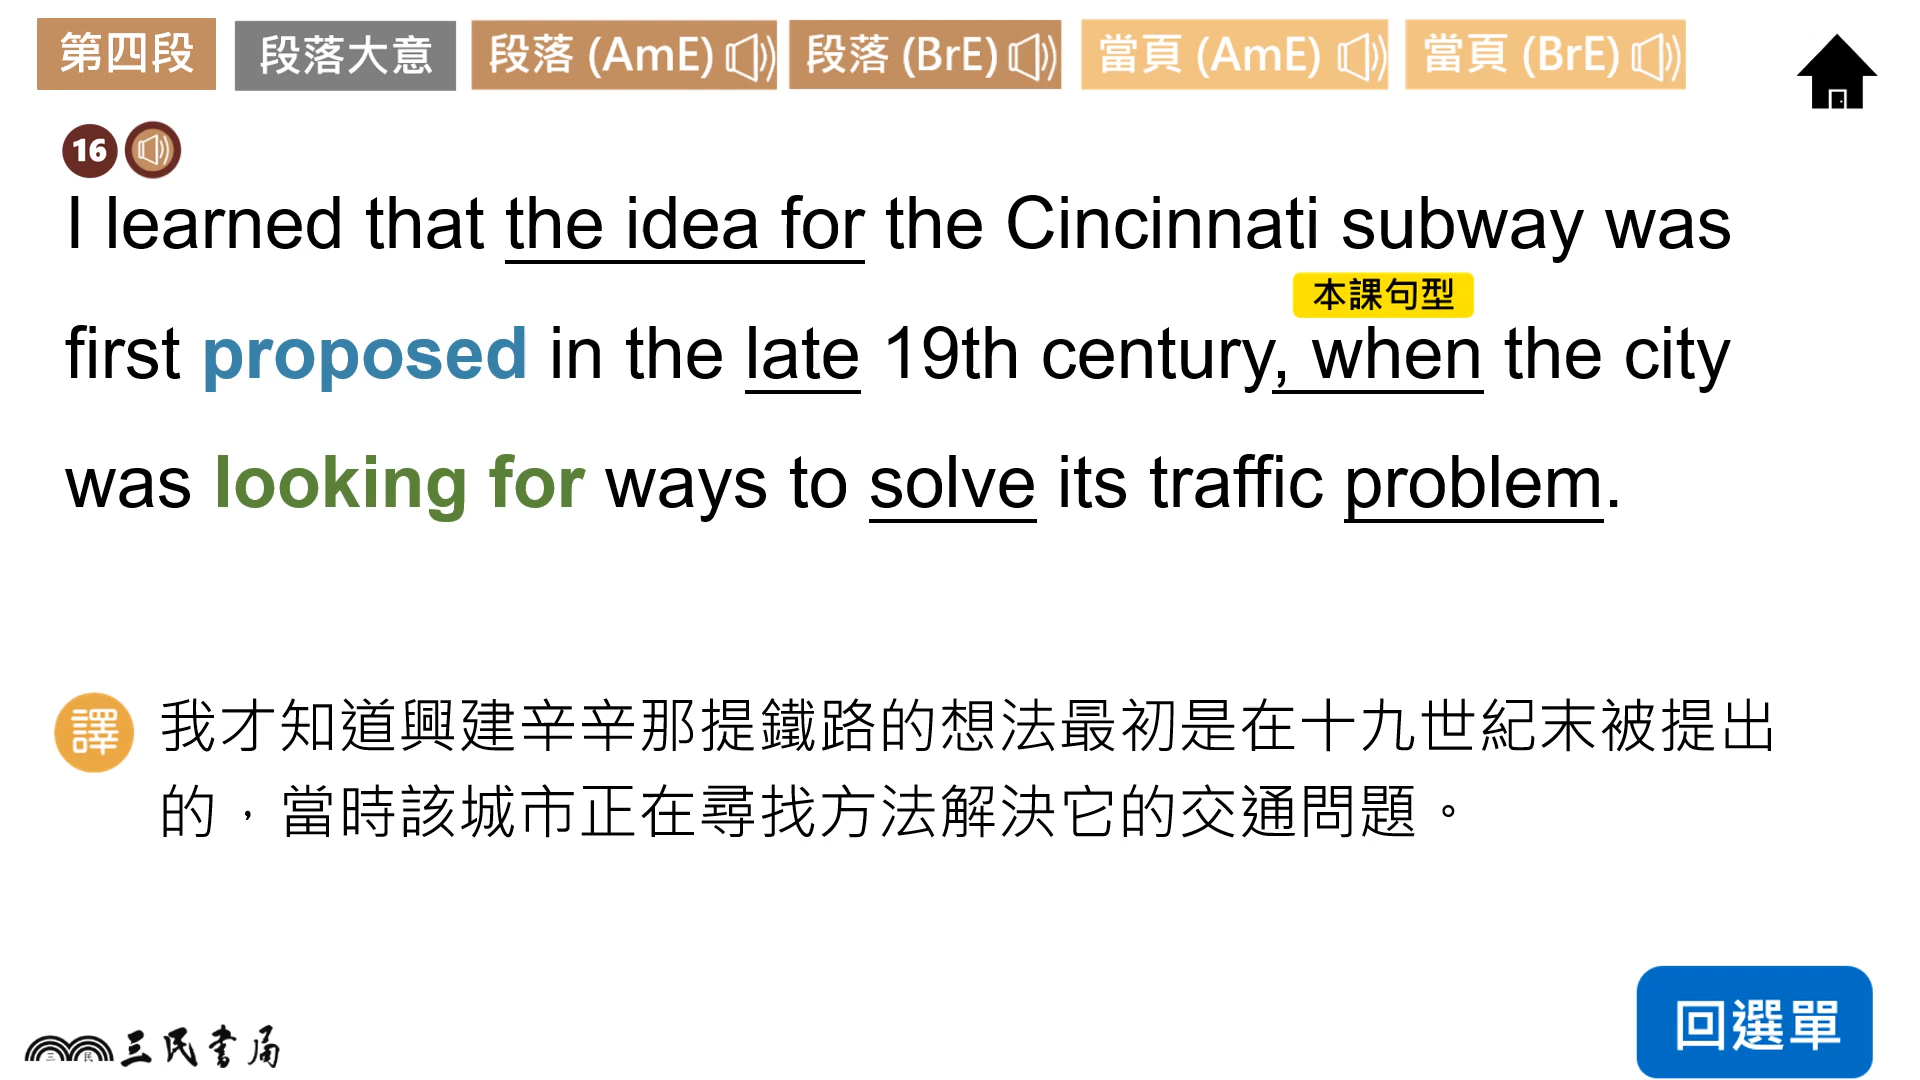 第四段 段落大意 段落 (AmE) 段落 (BrE) 當頁 (AmE) 當頁 (BrE)
16
I learned that the idea for the Cincinnati subway was
本課句型
first proposed in the late 19th century, when the city
was looking for ways to solve its traffic problem.
譯 我才知道興建辛辛那提鐵路的想法最初是在十九世紀末被提出
的，當時該城市正在尋找方法解決它的交通問題。
三民書局
回選單